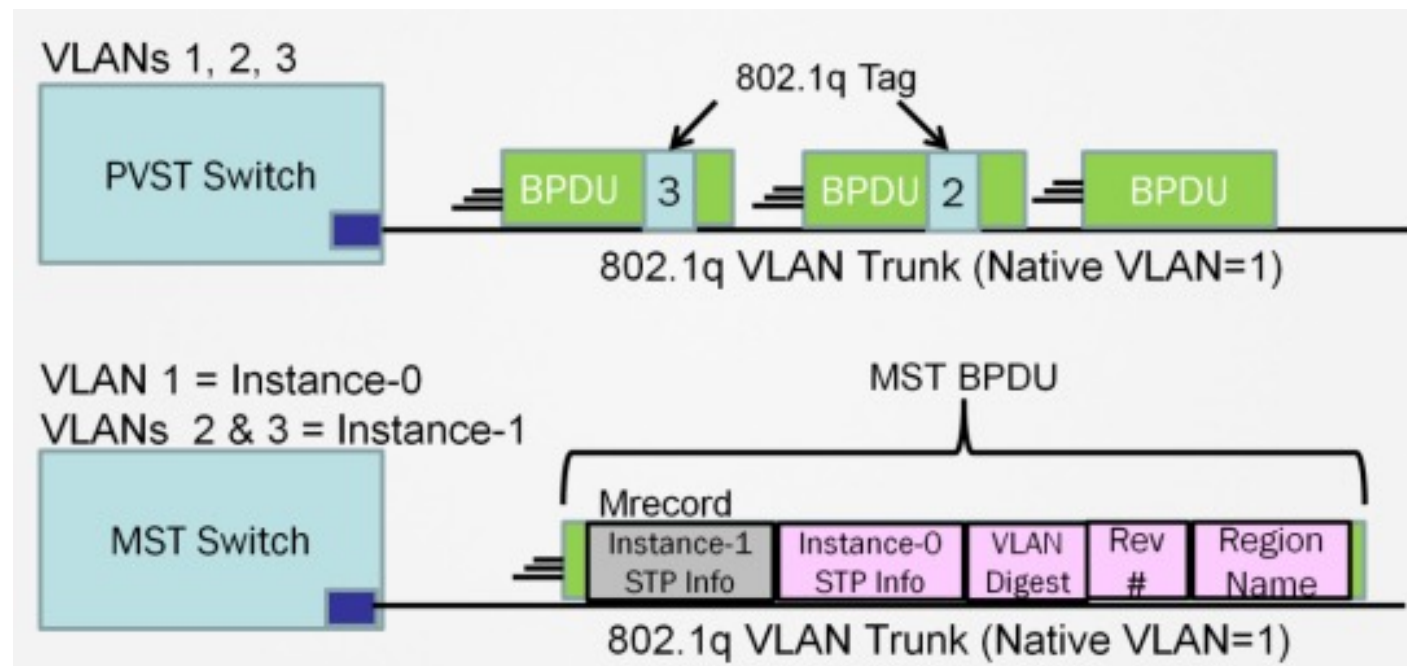 VLANs 1, 2, 3
802.1q Tag
PVST Switch
BPDU 3
BPDU 2
BPDU
802.1q VLAN Trunk (Native VLAN=1)
VLAN 1 = Instance-0
VLANs 2 & 3 = Instance-1
MST BPDU
MST Switch
Mrecord
Instance-1
STP Info
Instance-0
STP Info
VLAN
Digest
Rev
#
Region
Name
802.1q VLAN Trunk (Native VLAN=1)